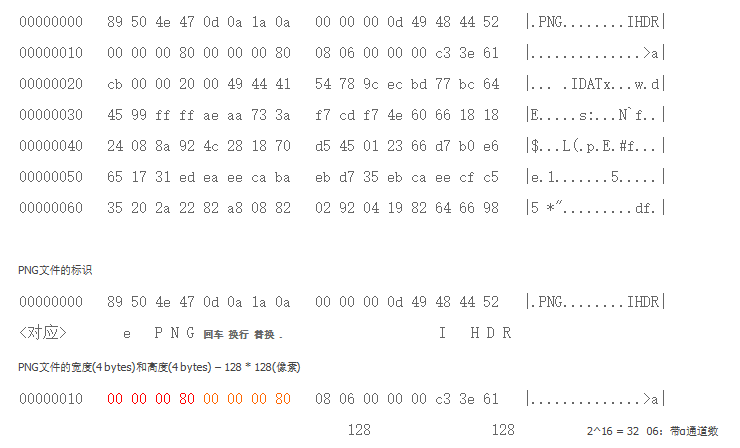 00000000 89 50 4e 47 0d 0a 1a 0a 00 00 00 0d 49 48 44 52 |.PNG........IHDR|
00000010 00 00 00 80 00 00 00 80 08 06 00 00 00 c3 3e 61 |..............>a|
00000020 cb 00 00 20 00 49 44 41 54 78 9c ec bd 77 bc 64 |... .IDATx...w.d|
00000030 45 99 ff ff ae aa 73 3a f7 cd f7 4e 60 66 18 18 |E.....s:...N`f..|
00000040 24 08 8a 92 4c 28 18 70 d5 45 01 23 66 d7 b0 e6 |$...L(.p.E.#f...|
00000050 65 17 31 ed ea ee ca ba eb d7 35 eb ca ee cf c5 |e.1.......5.....|
00000060 35 20 2a 22 82 a8 08 82 02 92 04 19 82 64 66 98 |5 *".........df.|
PNG文件的标识
00000000 89 50 4e 47 0d 0a 1a 0a 00 00 00 0d 49 48 44 52 |.PNG........IHDR|
<对应> e P N G 回车 换行 替换 . I H D R
PNG文件的宽度(4 bytes)和高度(4 bytes) – 128 * 128(像素)
00000010 00 00 00 80 00 00 00 80 08 06 00 00 00 c3 3e 61 |..............>a|
128 128 2^16 = 32 06：带a通道数